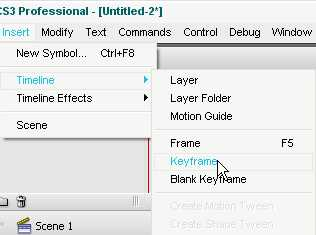 CS3 Professional - [Untitled-2*]
Insert Modify Text Commands Control Debug Window
New Symbol... Ctrl+F8
Timeline
Timeline Effects
Scene
Layer
Layer Folder
Motion Guide
Frame F5
Keyframe
Blank Keyframe
Create Motion Tween
Create Shape Tween
Scene 1